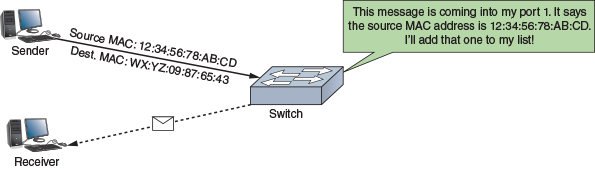 This message is coming into my port 1. It says
the source MAC address is 12:34:56:78:AB:CD.
I'll add that one to my list!
Sender
Source MAC: 12:34:56:78:AB:CD
Dest. MAC: WX:YZ:09:87:65:43
Switch
Receiver